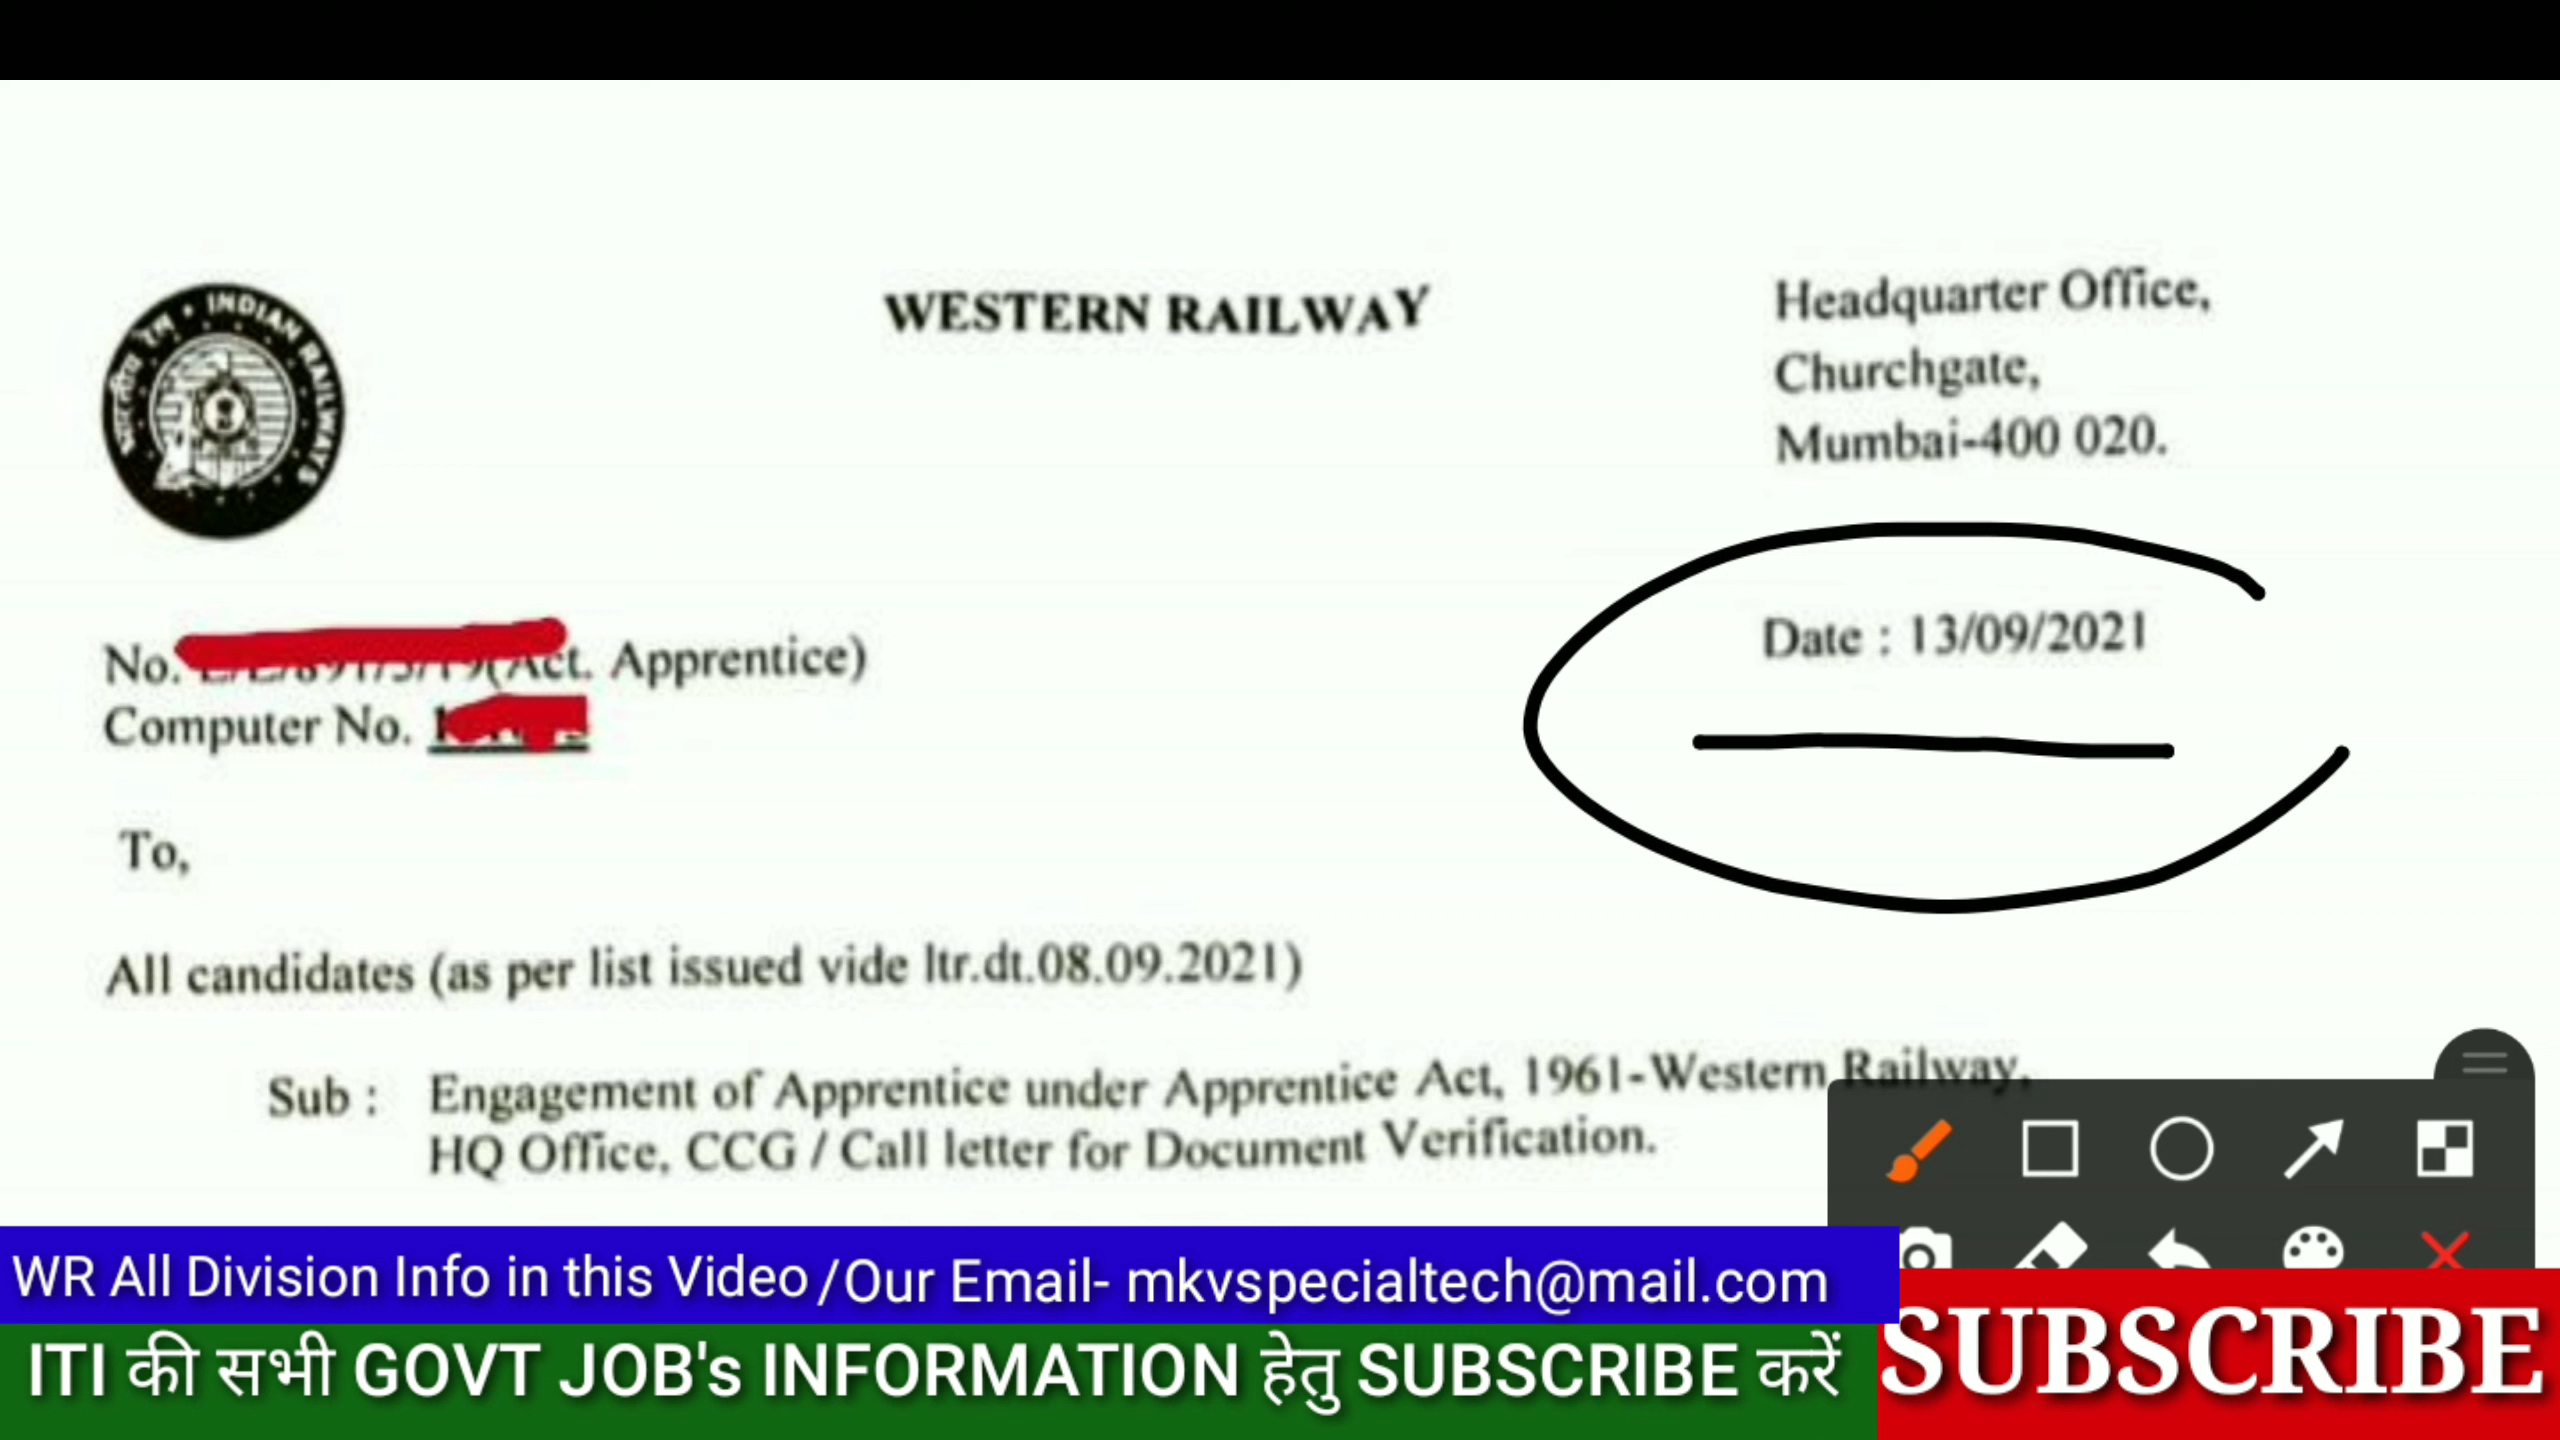 WESTERN RAILWAY
Headquarter Office,
Churchgate,
Mumbai-400 020.
INDIAN RAILWAYS
भारतीय रेल
No. (Act. Apprentice)
Date : 13/09/2021
Computer No.
To,
All candidates (as per list issued vide ltr.dt.08.09.2021)
Sub : Engagement of Apprentice under Apprentice Act, 1961-Western Railway,
HQ Office, CCG / Call letter for Document Verification.
WR All Division Info in this Video /Our Email- mkvspecialtech@mail.com
ITI की सभी GOVT JOB's INFORMATION हेतु SUBSCRIBE करें
SUBSCRIBE